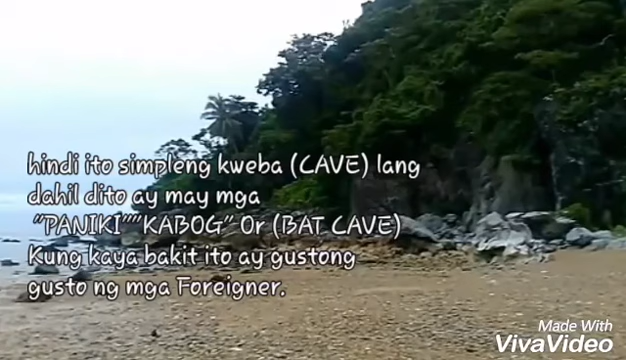 hindi ito simpleng kweba (CAVE) lang
dahil dito ay may mga
"PANIKI"" KABOG" Or (BAT CAVE)
Kung kaya bakit ito ay gustong
gusto ng mga Foreigner.
Made With
VivaVideo